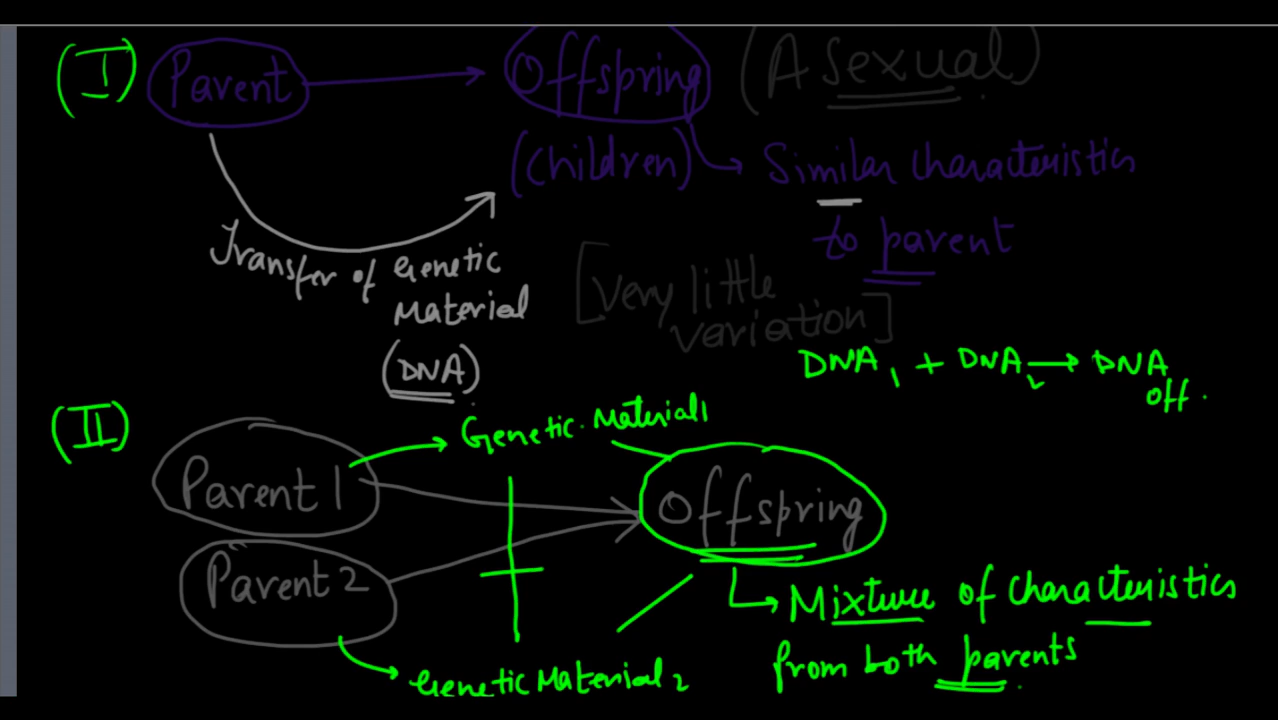 (I) Parent → Offspring (Asexual)
(Children) → Similar characteristics
to parent
Transfer of Genetic
Material
(DNA)
[Very little
variation]
DNA1 + DNA2 → DNA
off.
(II)
Genetic Material1
Parent 1
Offspring
Parent 2
→ Mixture of characteristics
from both parents
Genetic Material2